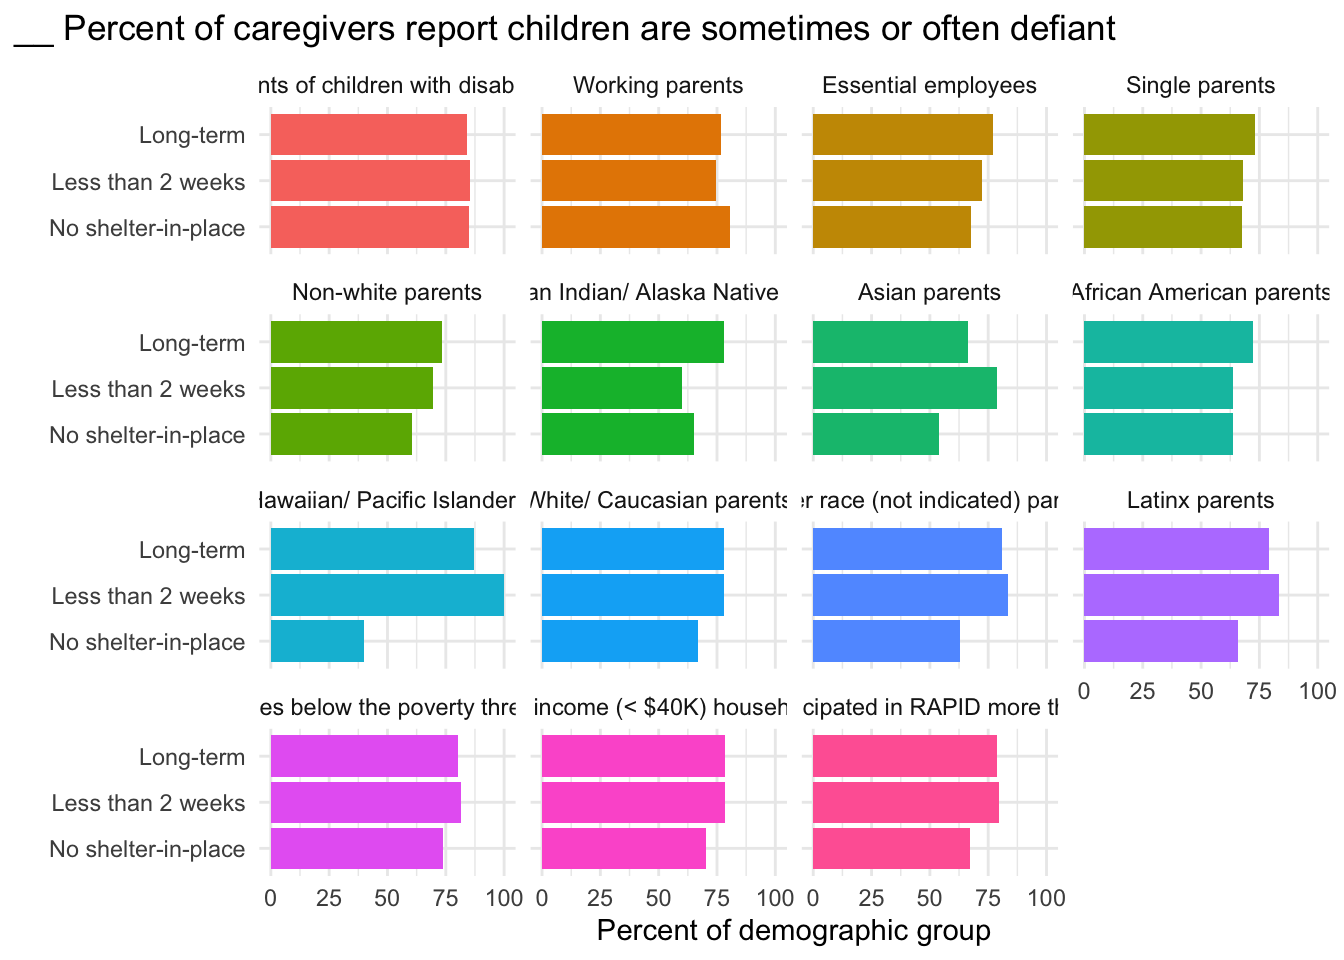 __ Percent of caregivers report children are sometimes or often defiant
nts of children with disab
Working parents
Essential employees
Single parents
Long-term
Less than 2 weeks
No shelter-in-place
Non-white parents
an Indian/ Alaska Native
Asian parents
African American parents
Long-term
Less than 2 weeks
No shelter-in-place
Hawaiian/ Pacific Islander
White/ Caucasian parents
er race (not indicated) par
Latinx parents
Long-term
Less than 2 weeks
No shelter-in-place
0 25 50 75 100
es below the poverty thre
income (< $40K) househ
cipated in RAPID more th
Long-term
Less than 2 weeks
No shelter-in-place
0 25 50 75 100
0 25 50 75 100
0 25 50 75 100
Percent of demographic group